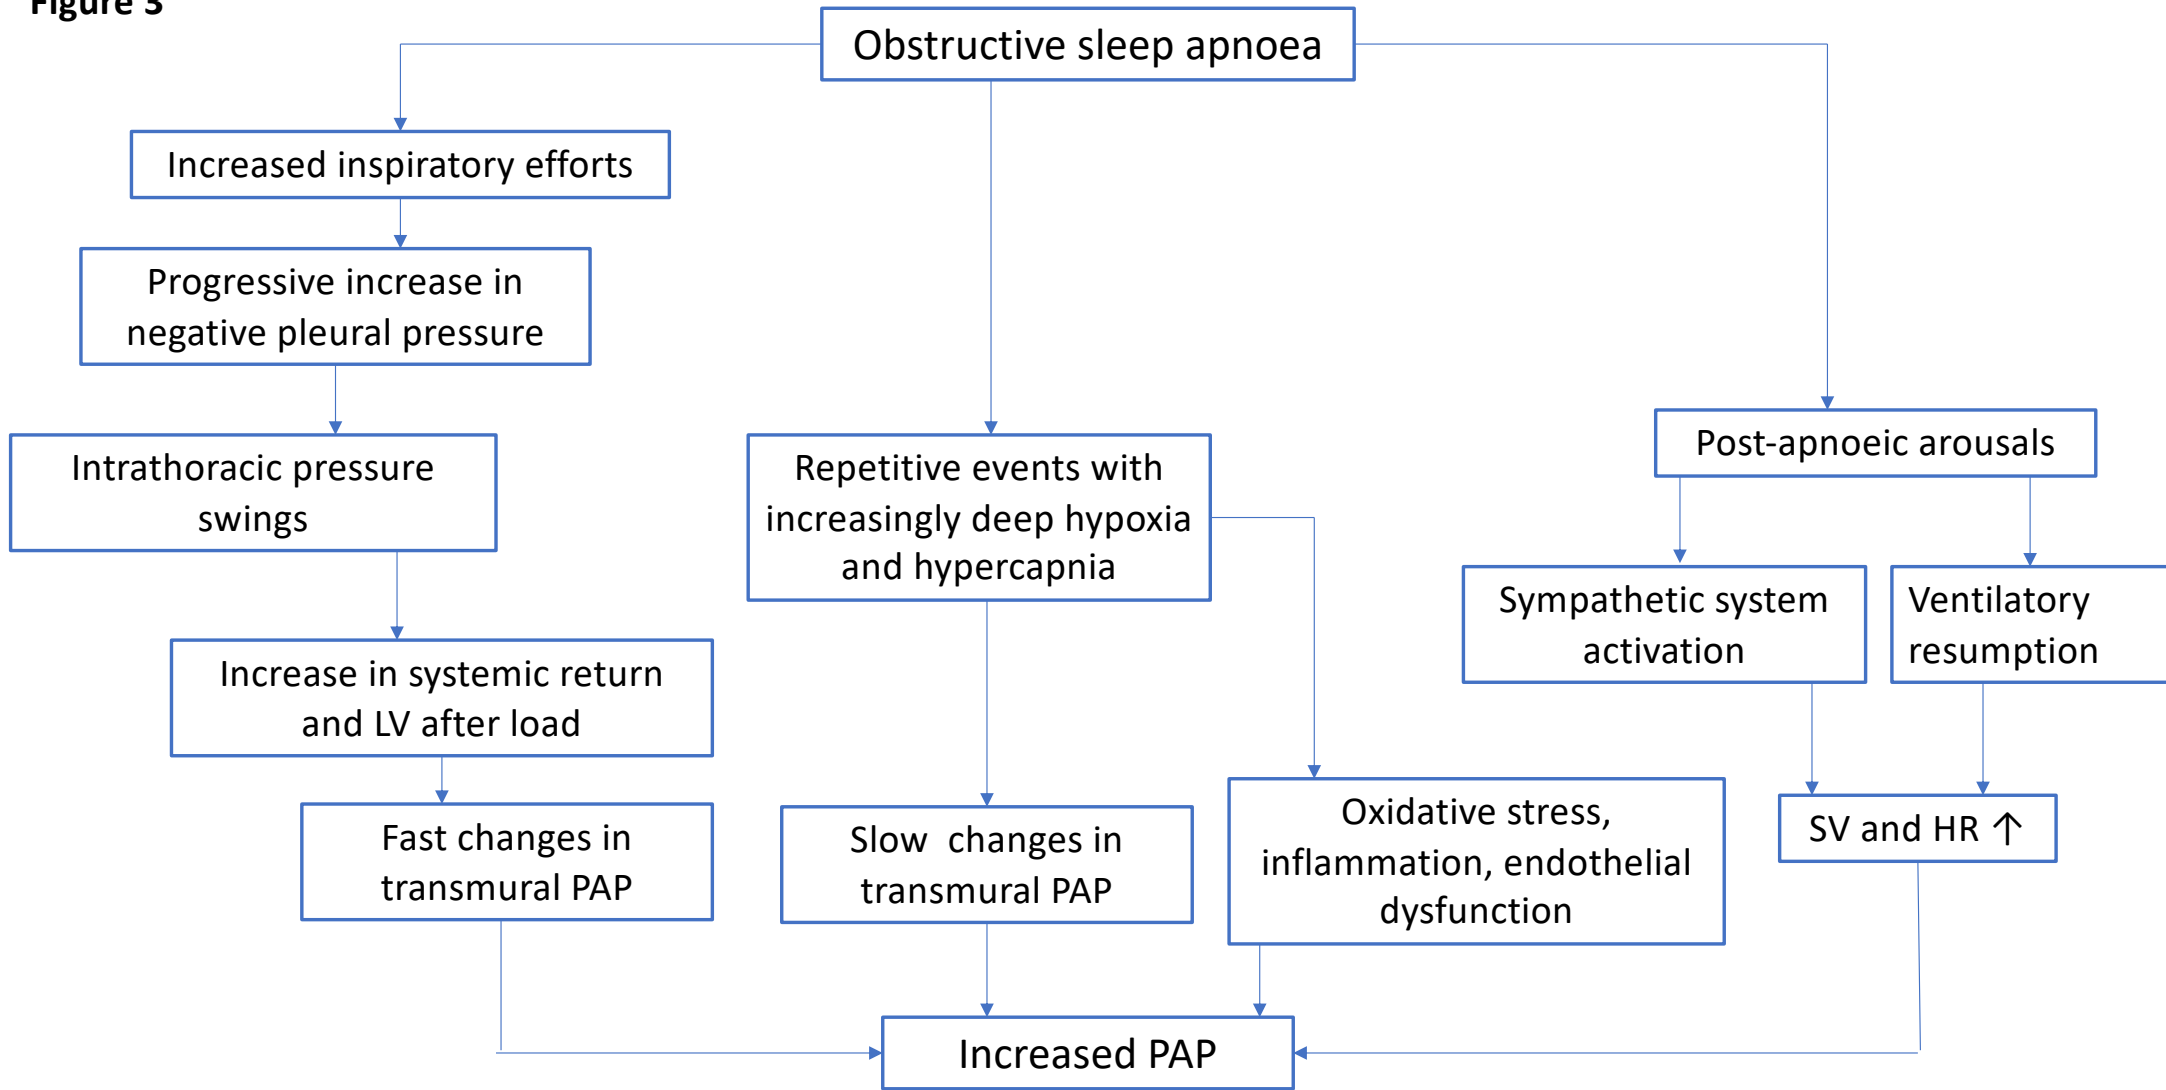 Figure 3
Obstructive sleep apnoea
Increased inspiratory efforts
Progressive increase in
negative pleural pressure
Intrathoracic pressure
swings
Increase in systemic return
and LV after load
Fast changes in
transmural PAP
Repetitive events with
increasingly deep hypoxia
and hypercapnia
Slow changes in
transmural PAP
Oxidative stress,
inflammation, endothelial
dysfunction
Post-apnoeic arousals
Sympathetic system
activation
Ventilatory
resumption
SV and HR ↑
Increased PAP